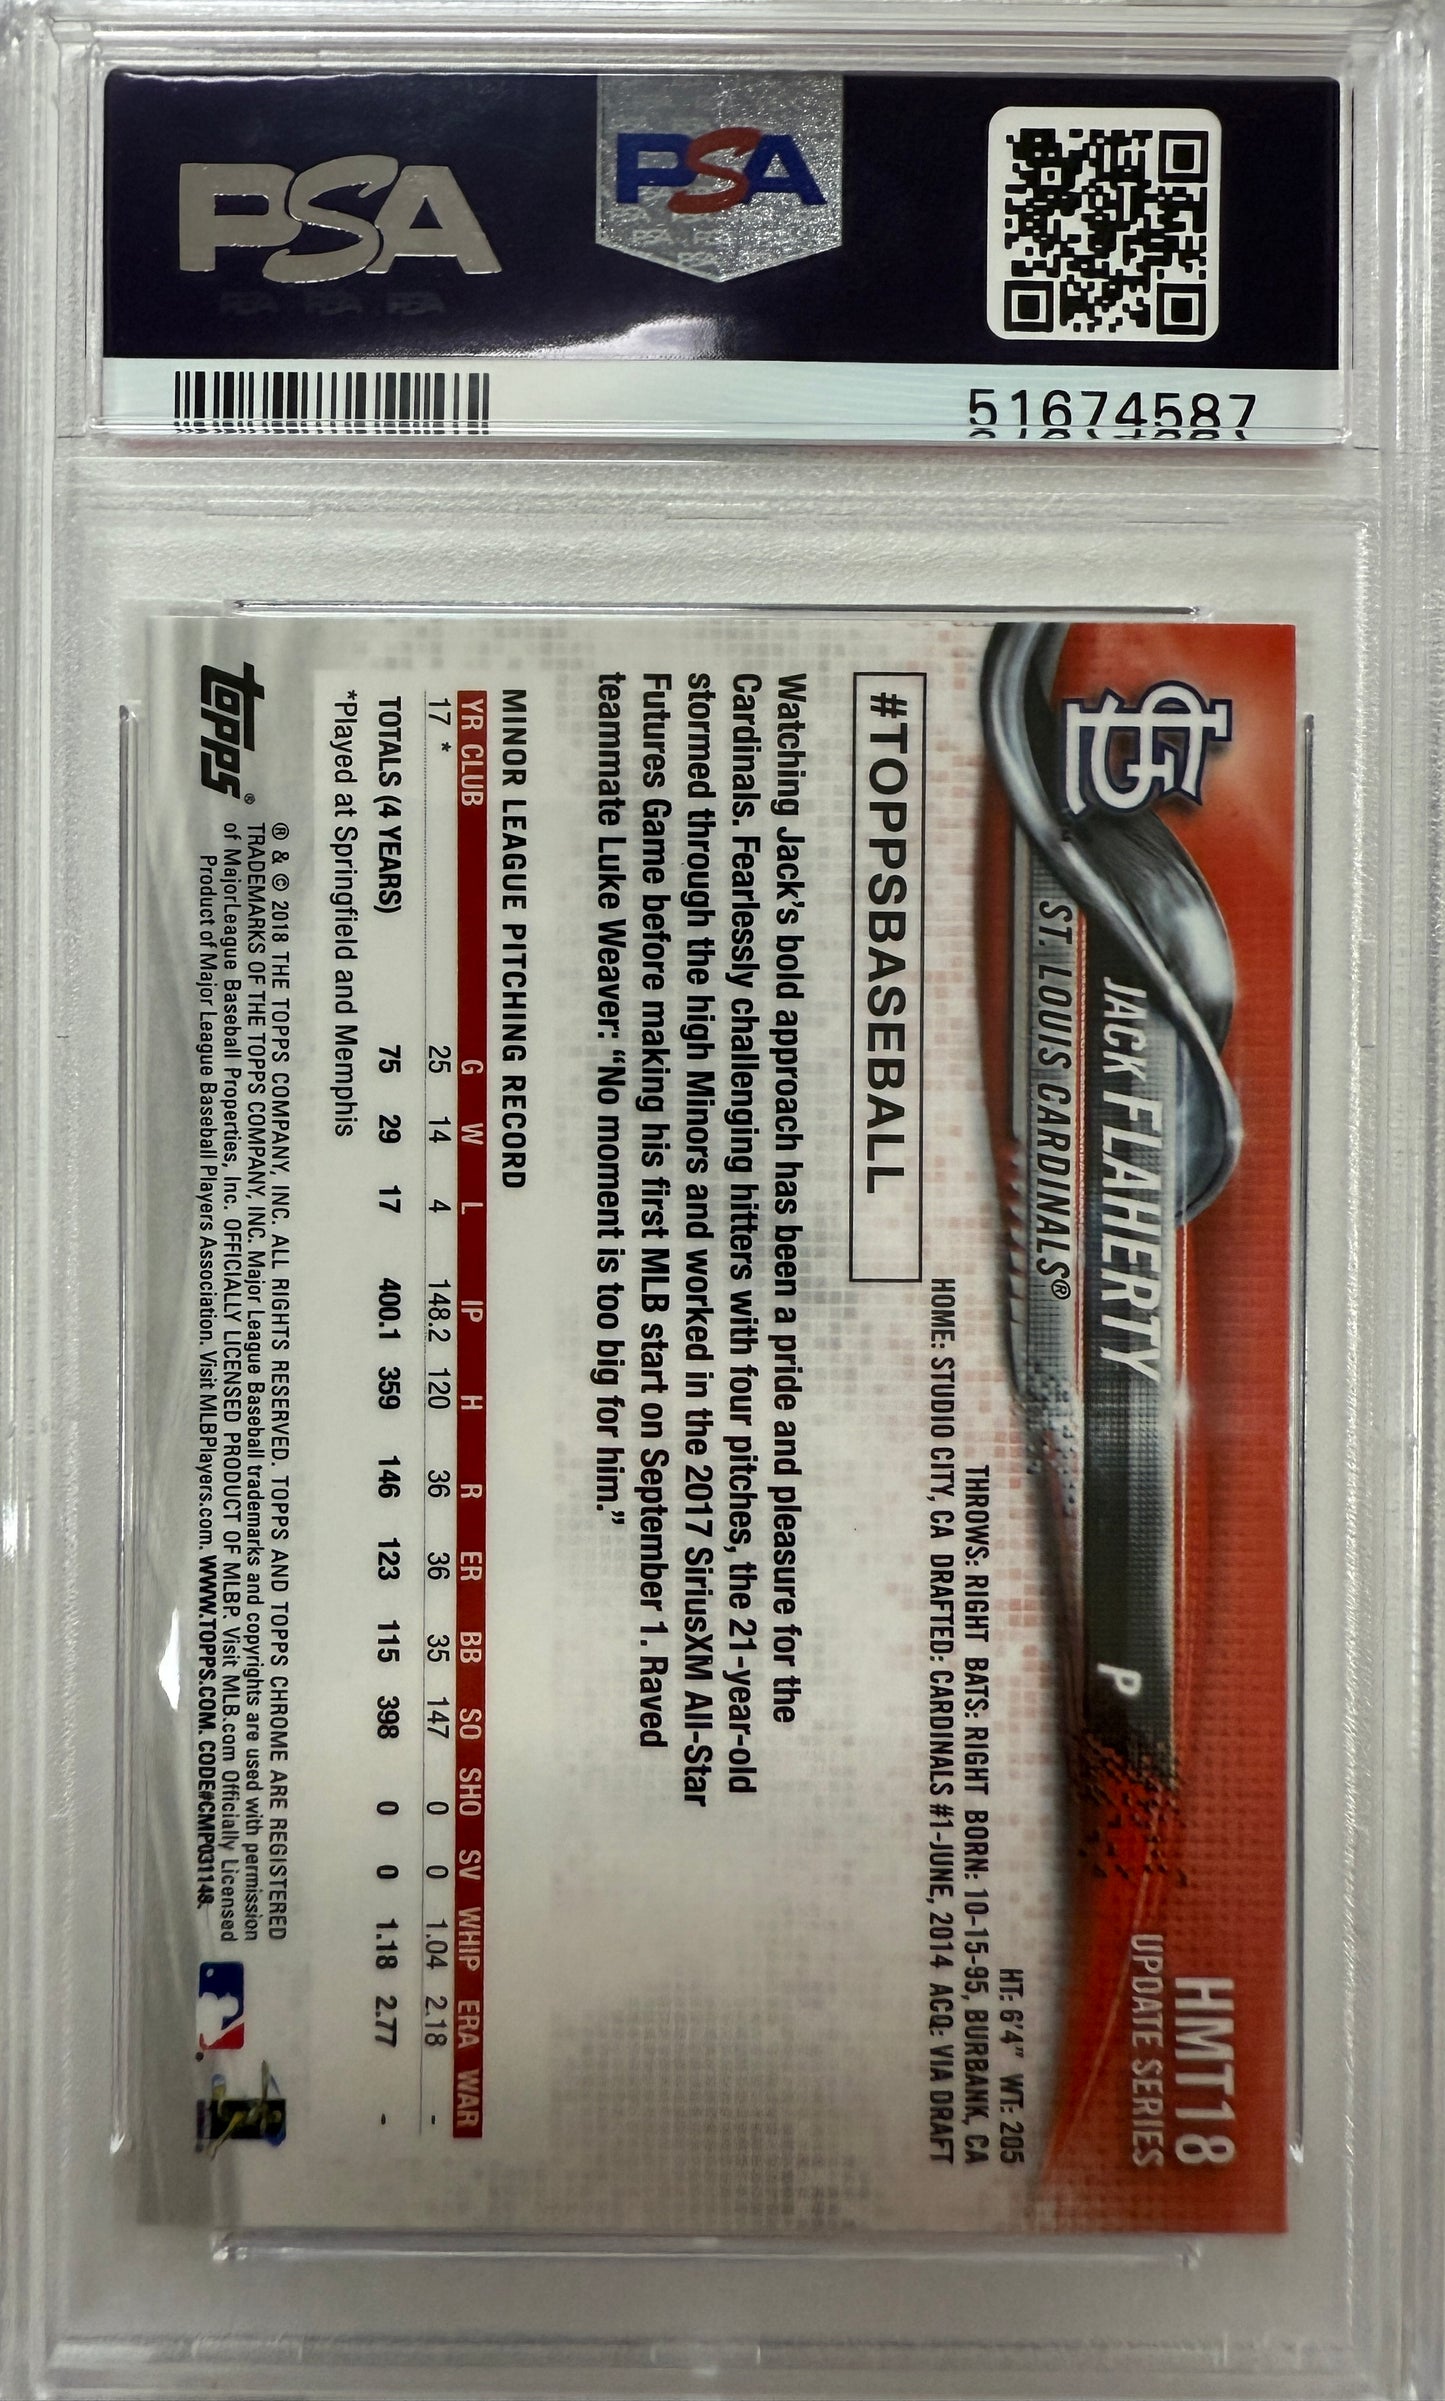 PSA
PSA
51674587
HMT18
UPDATE SERIES
JACK FLAHERTY P
ST. LOUIS CARDINALS®
HT: 6'4" WT: 205
THROWS: RIGHT BATS: RIGHT BORN: 10-15-95, BURBANK, CA
HOME: STUDIO CITY, CA DRAFTED: CARDINALS #1-JUNE, 2014 ACQ: VIA DRAFT
#TOPPSBASEBALL
Watching Jack's bold approach has been a pride and pleasure for the
Cardinals. Fearlessly challenging hitters with four pitches, the 21-year-old
stormed through the high Minors and worked in the 2017 SiriusXM All-Star
Futures Game before making his first MLB start on September 1. Raved
teammate Luke Weaver: "No moment is too big for him."
MINOR LEAGUE PITCHING RECORD
YR CLUB G W L IP H R ER BB SO SHO SV WHIP ERA WAR
17 * 25 14 4 148.2 120 36 36 35 147 0 0 1.04 2.18 -
TOTALS (4 YEARS) 75 29 17 400.1 359 146 123 115 398 0 0 1.18 2.77 -
*Played at Springfield and Memphis
topps®
® & © 2018 THE TOPPS COMPANY, INC. ALL RIGHTS RESERVED. TOPPS AND TOPPS CHROME ARE REGISTERED
TRADEMARKS OF THE TOPPS COMPANY, INC. Major League Baseball trademarks and copyrights are used with permission
of MajorLeague Baseball Properties, Inc. OFFICIALLY LICENSED PRODUCT OF MLBP. Visit MLB.com Officially Licensed
Product of Major League Baseball Players Association. Visit MLBPlayers.com. WWW.TOPPS.COM. CODE#CMP031148